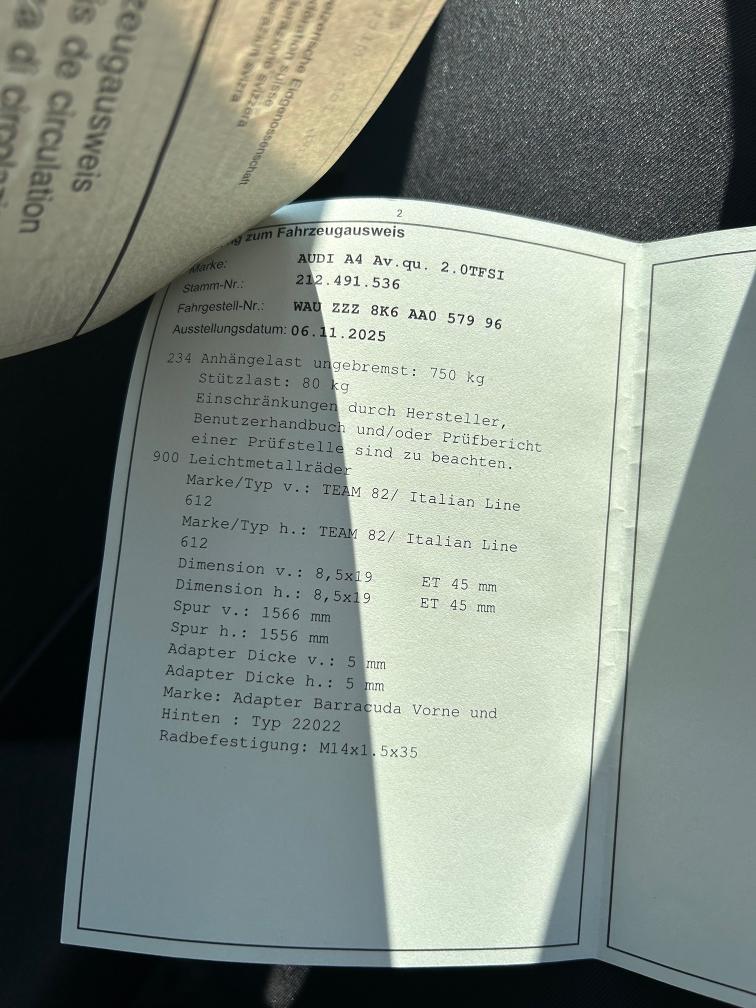 is de circulation
Eidgenossenschaft
2
zum Fahrzeugausweis
Marke: AUDI A4 Av.qu. 2.0TFSI
Stamm-Nr.: 212.491.536
Fahrgestell-Nr.: WAU ZZZ 8K6 AA0 579 96
Ausstellungsdatum: 06.11.2025
234 Anhängelast ungebremst: 750 kg
Stützlast: 80 kg
Einschränkungen durch Hersteller,
Benutzerhandbuch und/oder Prüfbericht
einer Prüfstelle sind zu beachten.
900 Leichtmetallräder
Marke/Typ v.: TEAM 82/ Italian Line
612
Marke/Typ h.: TEAM 82/ Italian Line
612
Dimension v.: 8,5x19 ET 45 mm
Dimension h.: 8,5x19 ET 45 mm
Spur v.: 1566 mm
Spur h.: 1556 mm
Adapter Dicke v.: 5 mm
Adapter Dicke h.: 5 mm
Marke: Adapter Barracuda Vorne und
Hinten : Typ 22022
Radbefestigung: M14x1.5x35